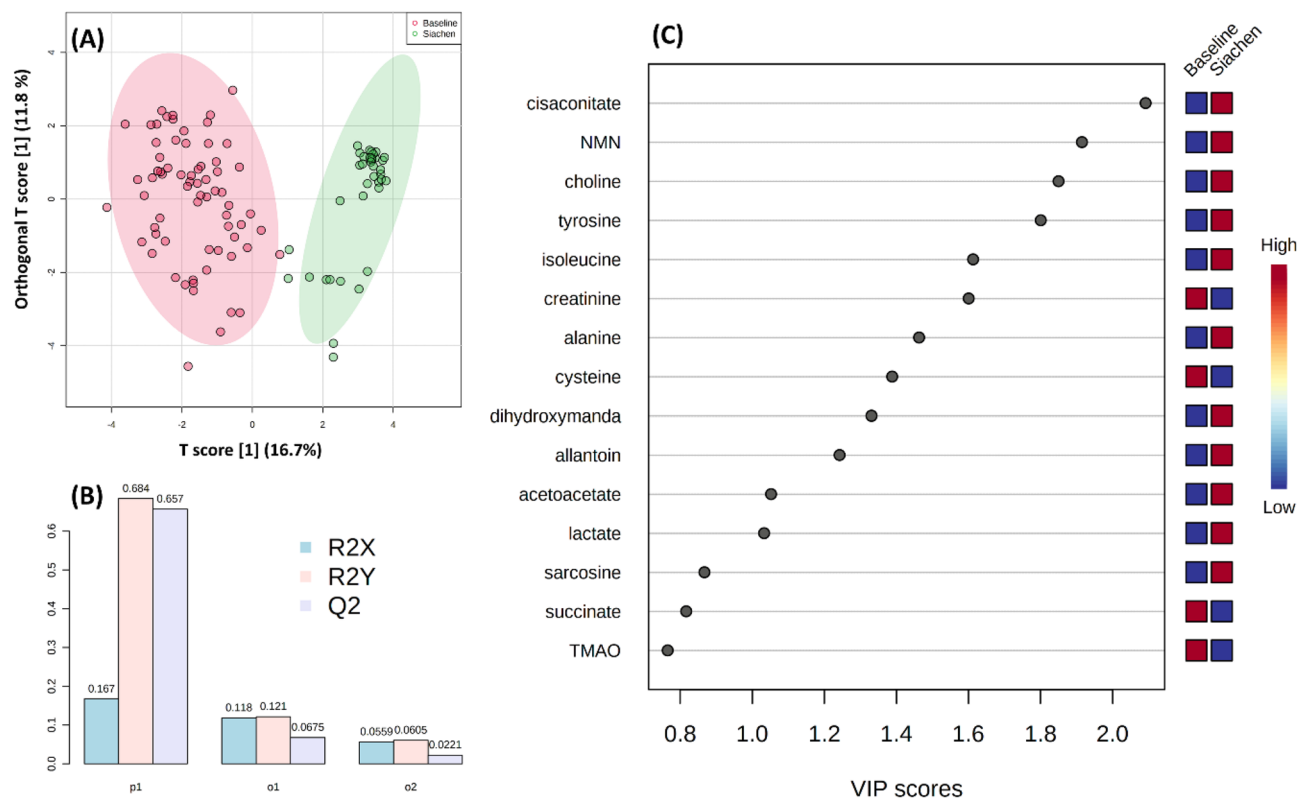 (A)
Baseline
Siachen
Orthogonal T score [1] (11.8 %)
4
2
0
-2
-4
-4
-2
0
2
4
T score [1] (16.7%)
(B)
0.684
0.657
0.167
0.118
0.121
0.0675
0.0559
0.0605
0.0221
R2X
R2Y
Q2
0.6
0.5
0.4
0.3
0.2
0.1
0.0
p1
o1
o2
(C)
Baseline
Siachen
cisaconitate
NMN
choline
tyrosine
isoleucine
creatinine
alanine
cysteine
dihydroxymanda
allantoin
acetoacetate
lactate
sarcosine
succinate
TMAO
0.8
1.0
1.2
1.4
1.6
1.8
2.0
VIP scores
High
Low